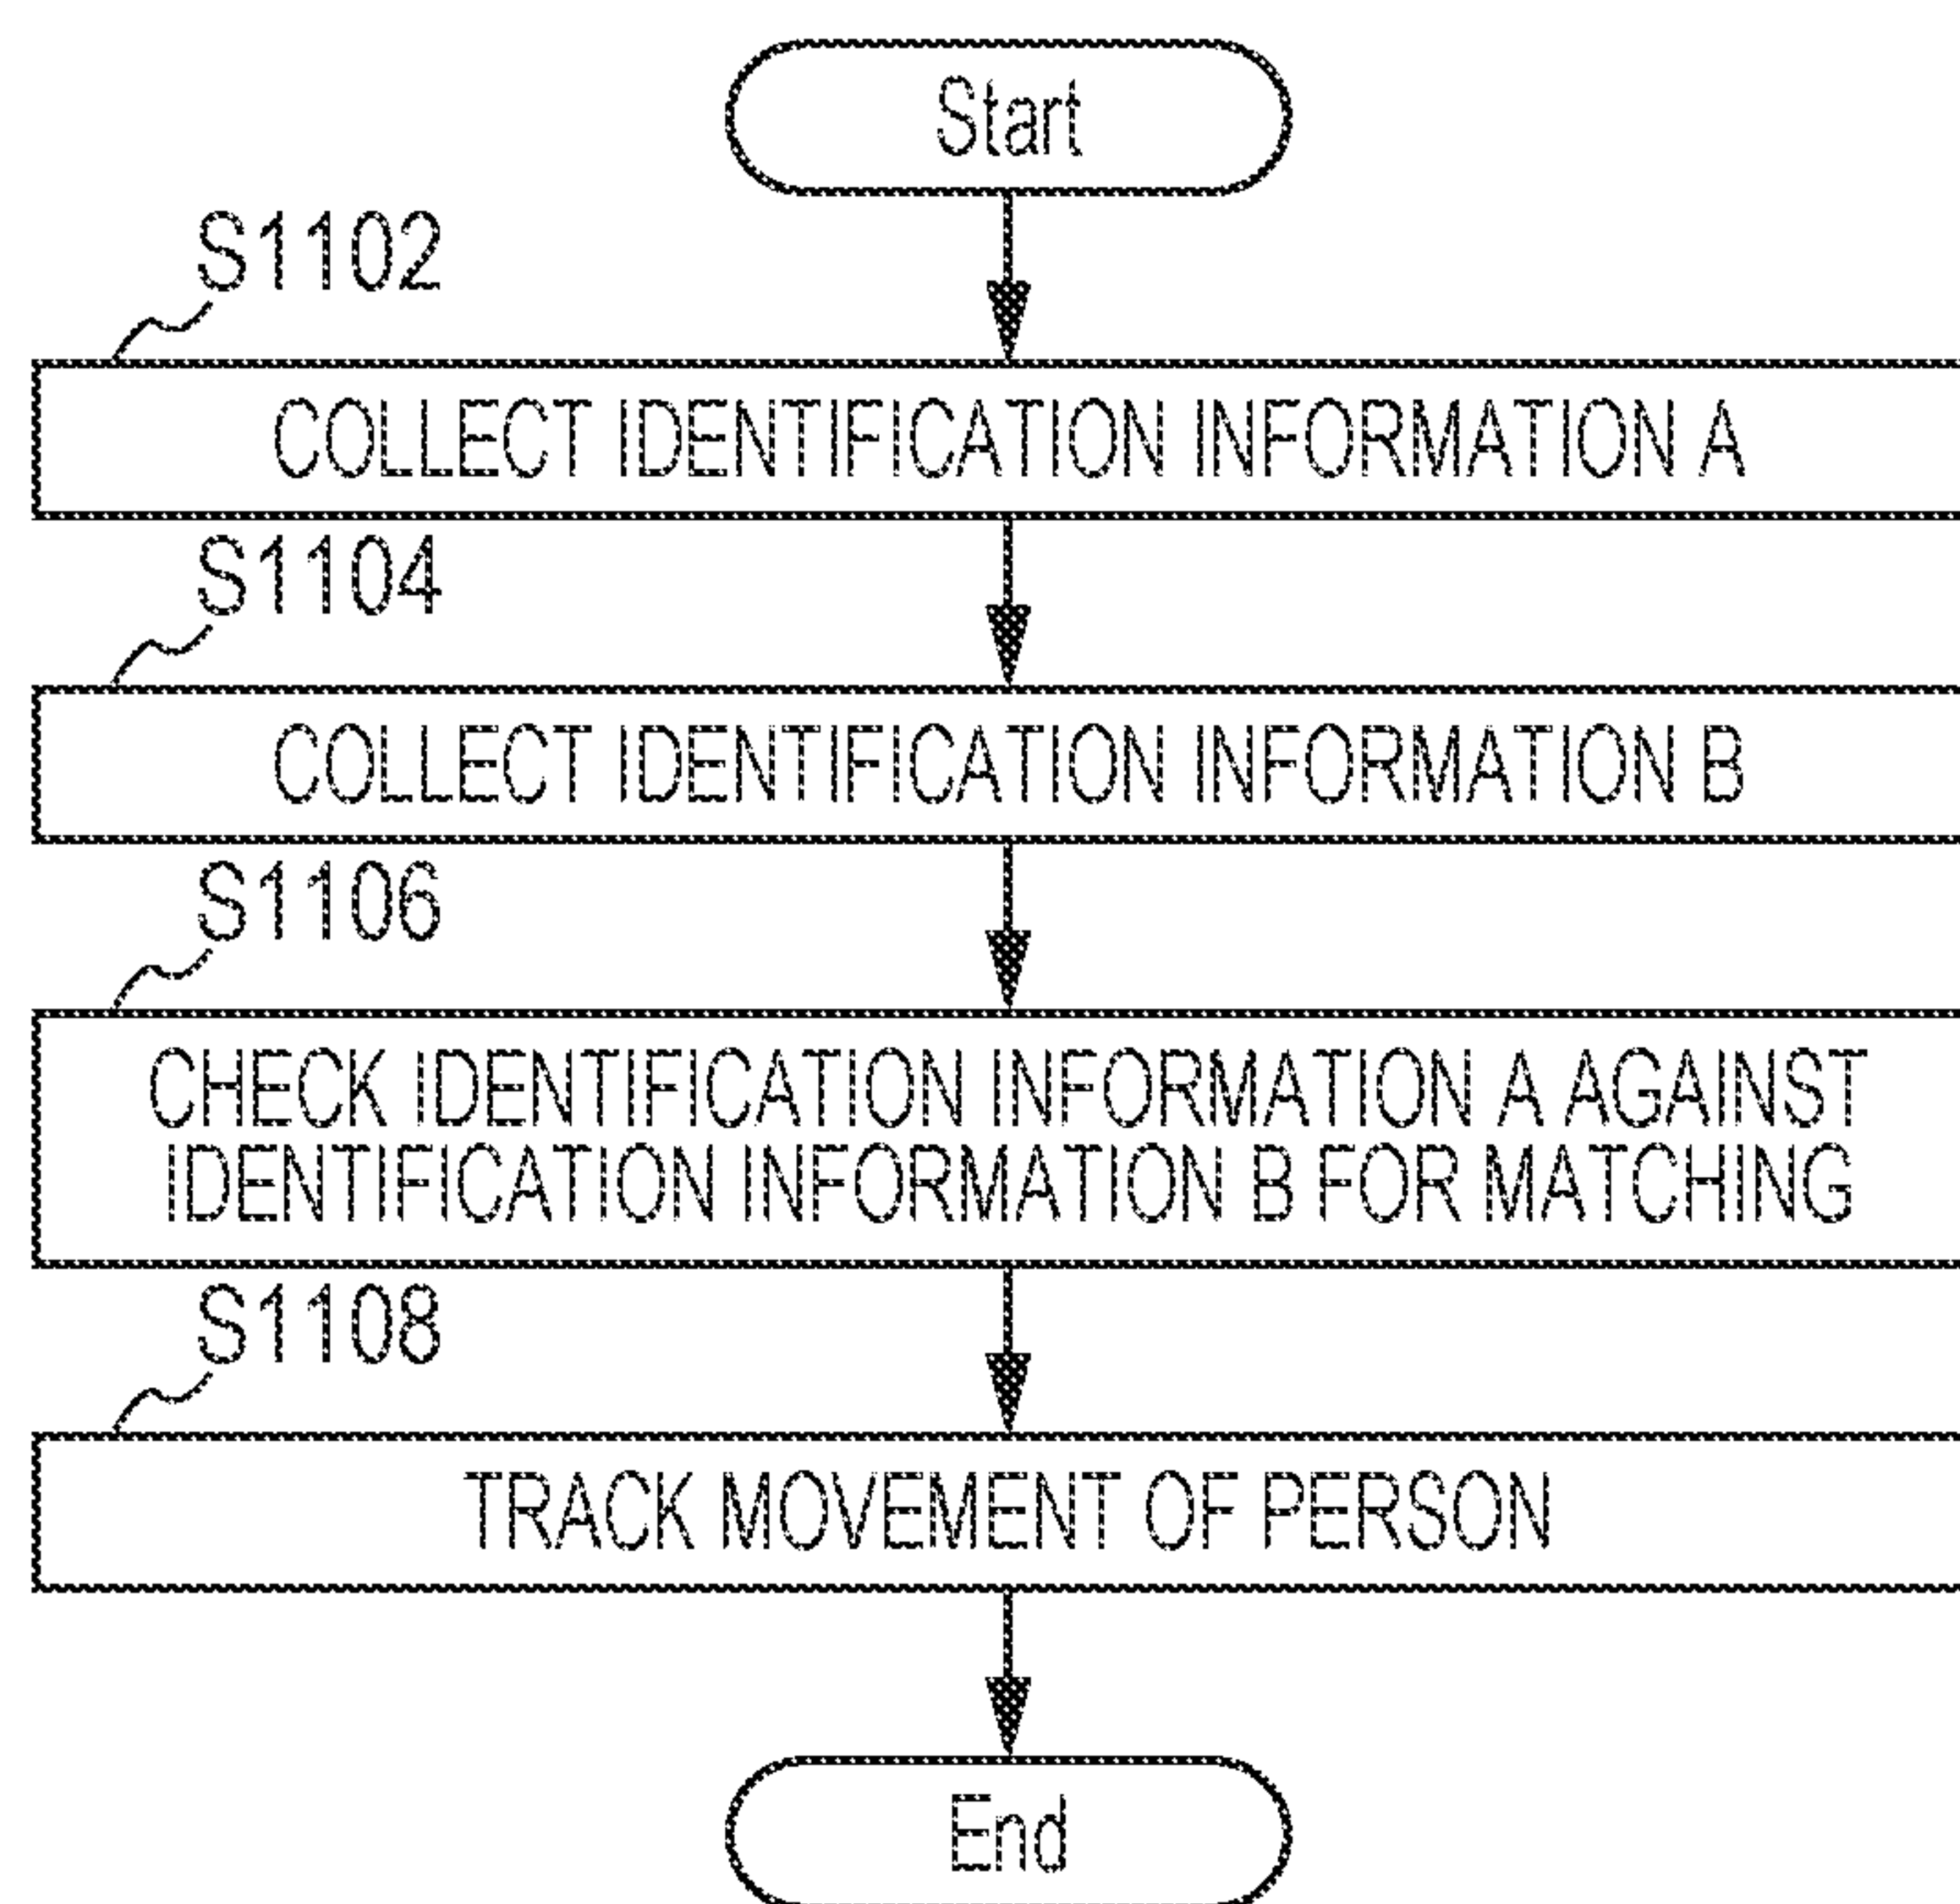 Start
S1102
COLLECT IDENTIFICATION INFORMATION A
S1104
COLLECT IDENTIFICATION INFORMATION B
S1106
CHECK IDENTIFICATION INFORMATION A AGAINST
IDENTIFICATION INFORMATION B FOR MATCHING
S1108
TRACK MOVEMENT OF PERSON
End